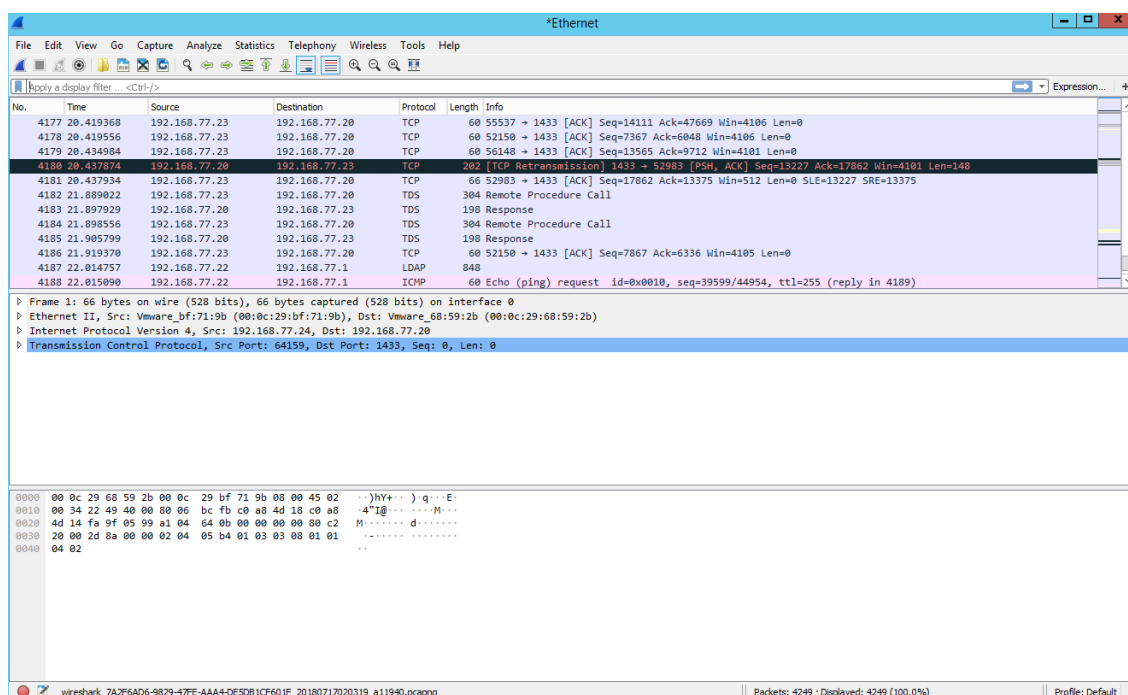 *Ethernet
File Edit View Go Capture Analyze Statistics Telephony Wireless Tools Help
Apply a display filter ... <Ctrl-/> Expression... +
No. Time Source Destination Protocol Length Info
4177 20.419368 192.168.77.23 192.168.77.20 TCP 60 55537 → 1433 [ACK] Seq=14111 Ack=47669 Win=4106 Len=0
4178 20.419556 192.168.77.23 192.168.77.20 TCP 60 52150 → 1433 [ACK] Seq=7367 Ack=6048 Win=4106 Len=0
4179 20.434984 192.168.77.23 192.168.77.20 TCP 60 56148 → 1433 [ACK] Seq=13565 Ack=9712 Win=4101 Len=0
4180 20.437874 192.168.77.20 192.168.77.23 TCP 202 [TCP Retransmission] 1433 → 52983 [PSH, ACK] Seq=13227 Ack=17862 Win=4101 Len=148
4181 20.437934 192.168.77.23 192.168.77.20 TCP 66 52983 → 1433 [ACK] Seq=17862 Ack=13375 Win=512 Len=0 SLE=13227 SRE=13375
4182 21.889022 192.168.77.23 192.168.77.20 TDS 304 Remote Procedure Call
4183 21.897929 192.168.77.20 192.168.77.23 TDS 198 Response
4184 21.898556 192.168.77.23 192.168.77.20 TDS 304 Remote Procedure Call
4185 21.905799 192.168.77.20 192.168.77.23 TDS 198 Response
4186 21.919370 192.168.77.23 192.168.77.20 TCP 60 52150 → 1433 [ACK] Seq=7867 Ack=6336 Win=4105 Len=0
4187 22.014757 192.168.77.22 192.168.77.1 LDAP 848
4188 22.015090 192.168.77.22 192.168.77.1 ICMP 60 Echo (ping) request id=0x0010, seq=39599/44954, ttl=255 (reply in 4189)
Frame 1: 66 bytes on wire (528 bits), 66 bytes captured (528 bits) on interface 0
Ethernet II, Src: Vmware_bf:71:9b (00:0c:29:bf:71:9b), Dst: Vmware_68:59:2b (00:0c:29:68:59:2b)
Internet Protocol Version 4, Src: 192.168.77.24, Dst: 192.168.77.20
Transmission Control Protocol, Src Port: 64159, Dst Port: 1433, Seq: 0, Len: 0
0000 00 0c 29 68 59 2b 00 0c 29 bf 71 9b 08 00 45 02 ··)hY+·· )·q···E·
0010 00 34 22 49 40 00 80 06 bc fb c0 a8 4d 18 c0 a8 ·4"I@··· ····M···
0020 4d 14 fa 9f 05 99 a1 04 64 0b 00 00 00 00 80 c2 M······· d·······
0030 20 00 2d 8a 00 00 02 04 05 b4 01 03 03 08 01 01 ·-····· ········
0040 04 02 ··
wireshark_7A2F6AD6-9829-47FE-AAA4-DE5DB1CF601F_20180717020319_a11940.pcapng Packets: 4249 · Displayed: 4249 (100.0%) Profile: Default